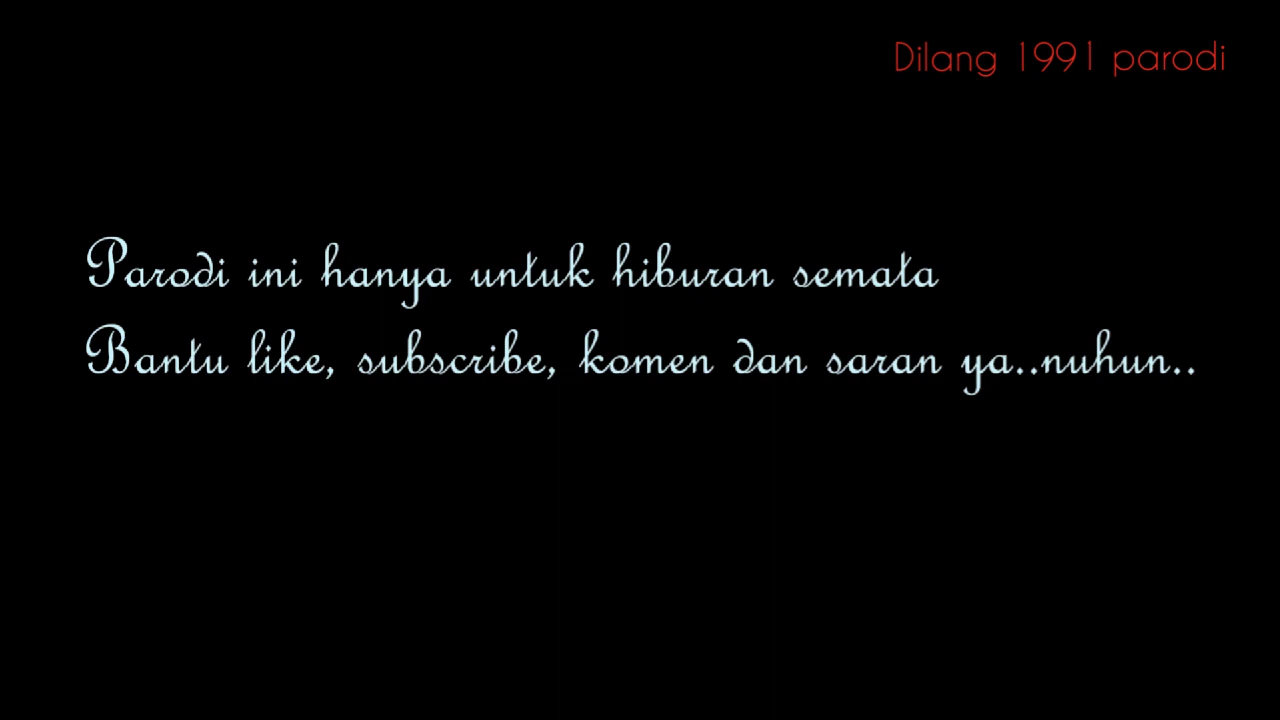 Dilang 1991 parodi
Parodi ini hanya untuk hiburan semata
Bantu like, subscribe, komen dan saran ya..nuhun..